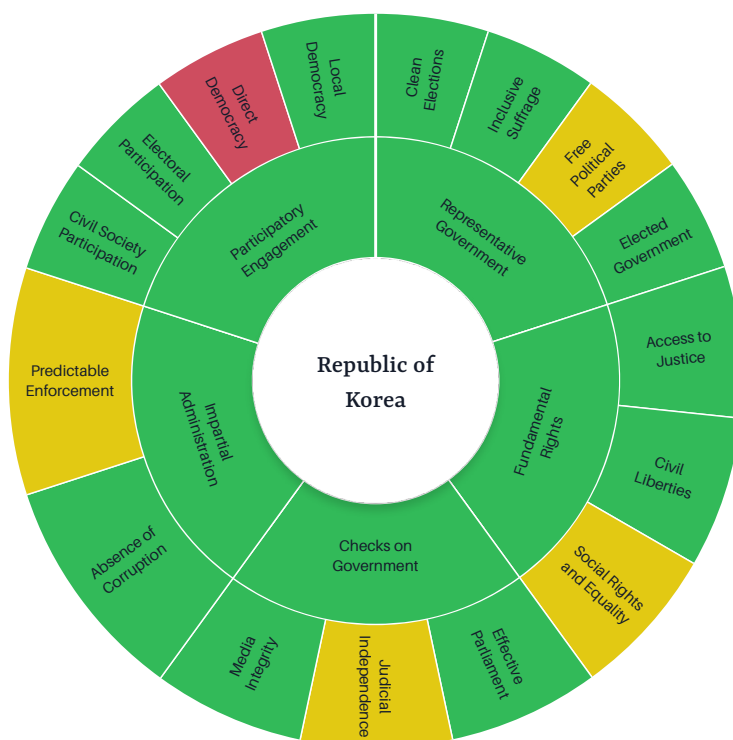 Republic of
Korea
Representative
Government
Clean
Elections
Inclusive
Suffrage
Free
Political
Parties
Elected
Government
Fundamental
Rights
Access to
Justice
Civil
Liberties
Social Rights
and Equality
Checks on
Government
Effective
Parliament
Judicial
Independence
Media
Integrity
Impartial
Administration
Absence of
Corruption
Predictable
Enforcement
Participatory
Engagement
Civil Society
Participation
Electoral
Participation
Direct
Democracy
Local
Democracy